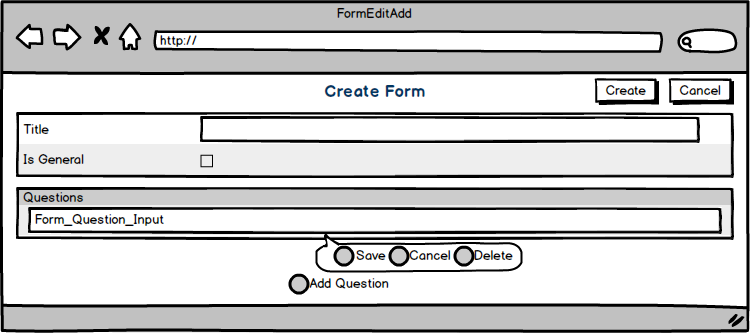 FormEditAdd
http://
Create Form
Create
Cancel
Title
Is General
Questions
Form_Question_Input
Save Cancel Delete
Add Question